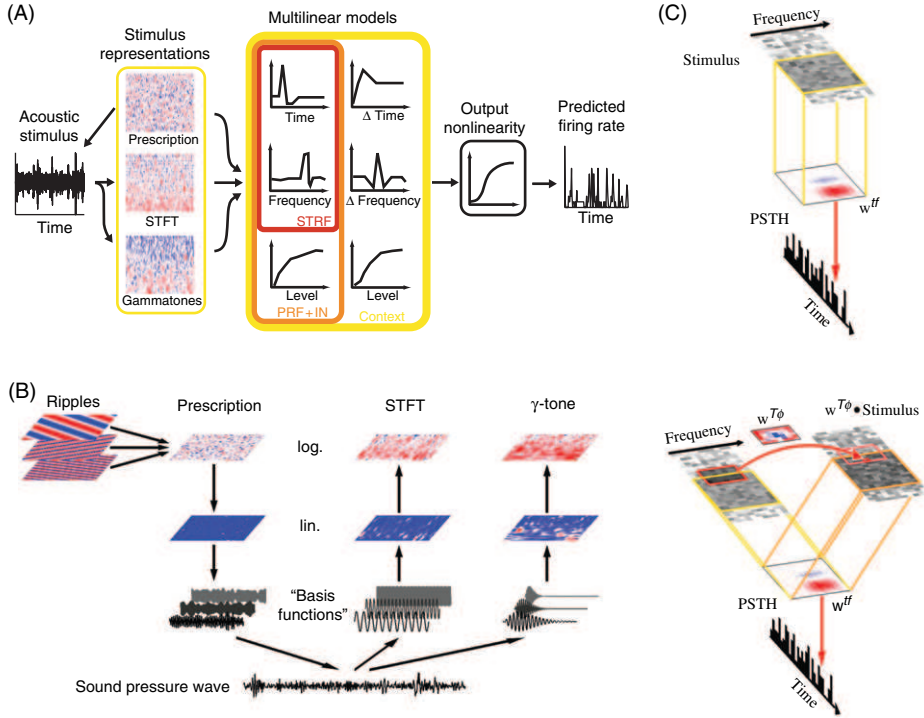 (A)
Stimulus
representations
Multilinear models
Acoustic
stimulus
Time
Prescription
STFT
Gammatones
Time
Δ Time
Frequency
Δ Frequency
STRF
Level
Level
PRF+IN
Context
Output
nonlinearity
Predicted
firing rate
Time
(B)
Ripples
Prescription
STFT
γ-tone
log.
lin.
“Basis
functions”
Sound pressure wave
(C)
Frequency
Stimulus
w^tf
PSTH
Time
w^Tϕ
w^Tϕ • Stimulus
Frequency
PSTH
w^tf
Time